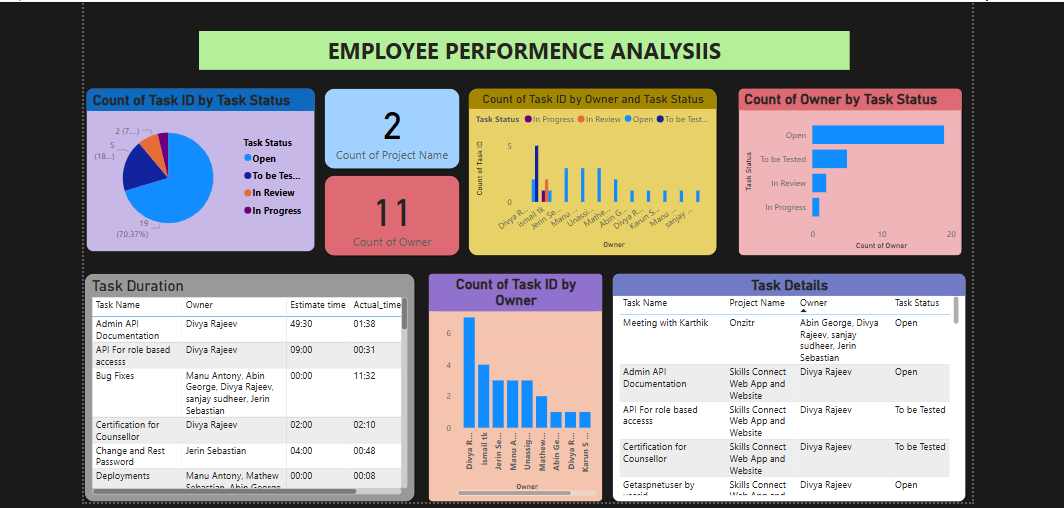 EMPLOYEE PERFORMENCE ANALYSIIS
Count of Task ID by Task Status
2 (7...)
5
(18...)
19
(70.37%)
Task Status
Open
To be Tes...
In Review
In Progress
2
Count of Project Name
11
Count of Owner
Count of Task ID by Owner and Task Status
Task Status In Progress In Review Open To be Test...
Count of Task ID
5
0
Divya R...
ismail tk
Jerin Se...
Manu ...
Unassi...
Mathe...
Abin G...
Divya R...
Karun S...
Manu ...
sanjay ...
Owner
Count of Owner by Task Status
Task Status
Open
To be Tested
In Review
In Progress
0 10 20
Count of Owner
Task Duration
Task Name Owner Estimate time Actual_time
Admin API Divya Rajeev 49:30 01:38
Documentation
API For role based Divya Rajeev 09:00 00:31
accesss
Bug Fixes Manu Antony, Abin 00:00 11:32
George, Divya Rajeev,
sanjay sudheer, Jerin
Sebastian
Certification for Divya Rajeev 02:00 02:10
Counsellor
Change and Rest Jerin Sebastian 04:00 00:48
Password
Deployments Manu Antony, Mathew 00:00 00:08
Sebastian, Abin George
Count of Task ID by
Owner
6
4
2
0
Divya R...
ismail tk
Jerin Se...
Manu A...
Unassig...
Mathew...
Abin Ge...
Divya R...
Karun S ...
Owner
Task Details
Task Name Project Name Owner Task Status
Meeting with Karthik Onzitr Abin George, Divya Open
Rajeev, sanjay
sudheer, Jerin
Sebastian
Admin API Skills Connect Divya Rajeev Open
Documentation Web App and
Website
API For role based Skills Connect Divya Rajeev To be Tested
accesss Web App and
Website
Certification for Skills Connect Divya Rajeev To be Tested
Counsellor Web App and
Website
Getaspnetuser by Skills Connect Divya Rajeev Open
userid Web App and